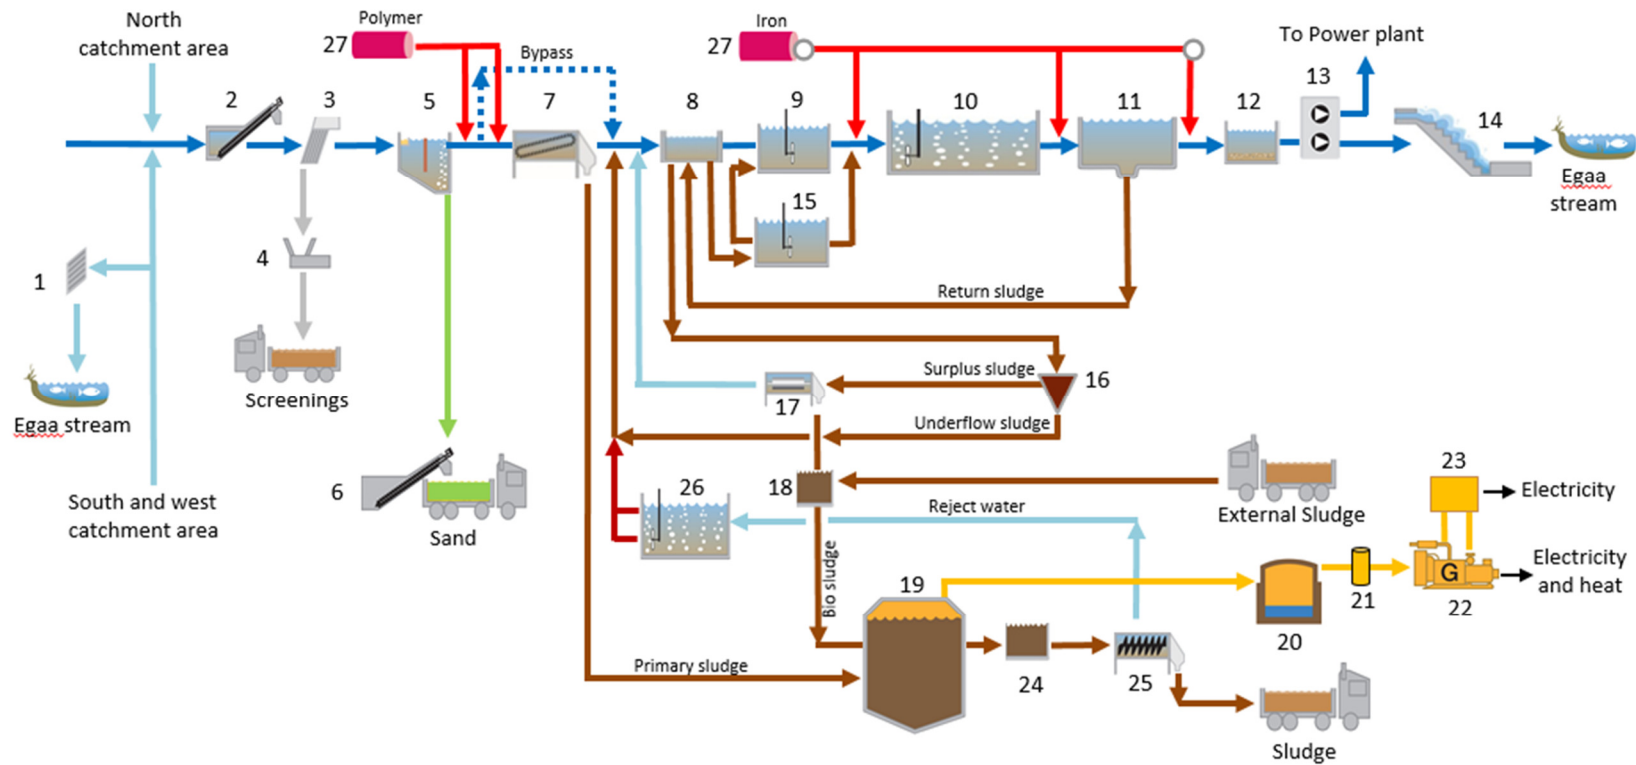 North
catchment area
Polymer
27
Bypass
Iron
27
To Power plant
2
3
5
7
8
9
10
11
12
13
14
Egaa
stream
15
1
4
Return sludge
Egaa stream
Screenings
Surplus sludge
16
17
Underflow sludge
South and west
catchment area
6
Sand
26
18
Reject water
External Sludge
23
Electricity
Electricity
and heat
G
22
21
20
Bio sludge
19
Primary sludge
24
25
Sludge